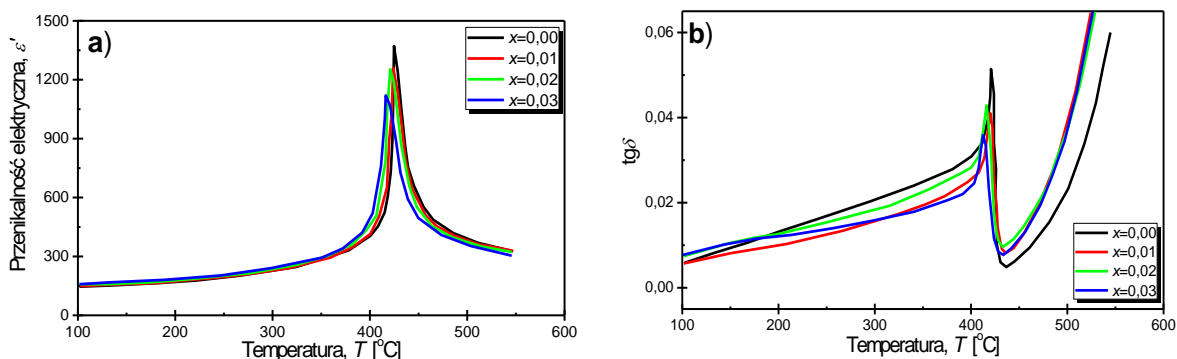 a)
Przenikalność elektryczna, ε'
1500
1200
900
600
300
0
100 200 300 400 500 600
Temperatura, T [°C]
x=0,00
x=0,01
x=0,02
x=0,03
b)
tgδ
0,06
0,04
0,02
0,00
100 200 300 400 500 600
Temperatura, T [°C]
x=0,00
x=0,01
x=0,02
x=0,03